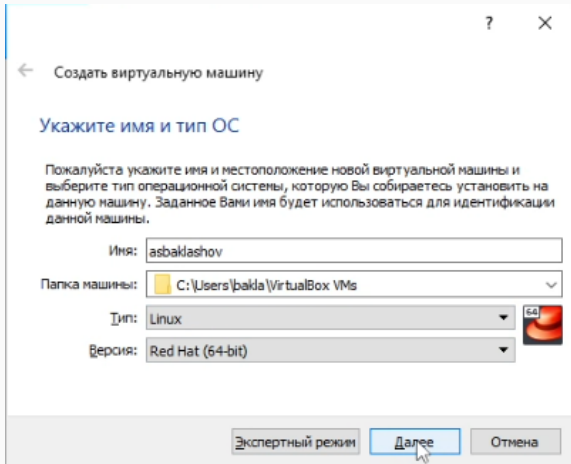 ?
Создать виртуальную машину
Укажите имя и тип ОС
Пожалуйста укажите имя и местоположение новой виртуальной машины и
выберите тип операционной системы, которую Вы собираетесь установить на
данную машину. Заданное Вами имя будет использоваться для идентификации
данной машины.
Имя: asbaklashov
Папка машины: C:\Users\bakla\VirtualBox VMs
Тип: Linux
64
Версия: Red Hat (64-bit)
Экспертный режим Далее Отмена